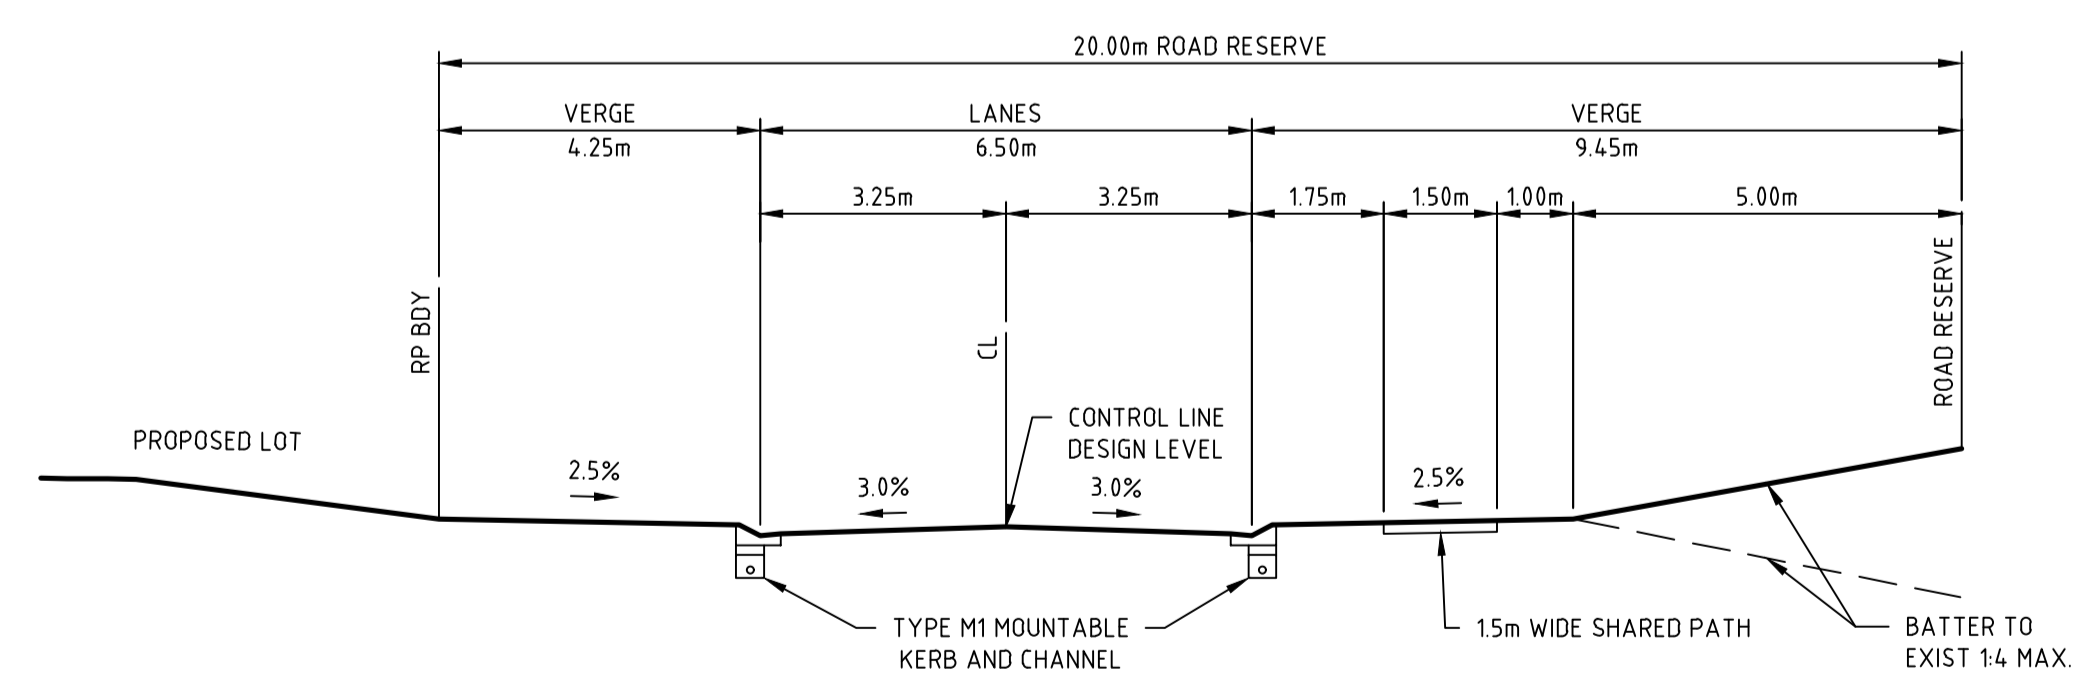 20.00m ROAD RESERVE
VERGE
LANES
VERGE
4.25m
6.50m
9.45m
3.25m
3.25m
1.75m
1.50m
1.00m
5.00m
RP BDY
CL
ROAD RESERVE
CONTROL LINE
DESIGN LEVEL
PROPOSED LOT
2.5%
3.0%
3.0%
2.5%
TYPE M1 MOUNTABLE
KERB AND CHANNEL
1.5m WIDE SHARED PATH
BATTER TO
EXIST 1:4 MAX.